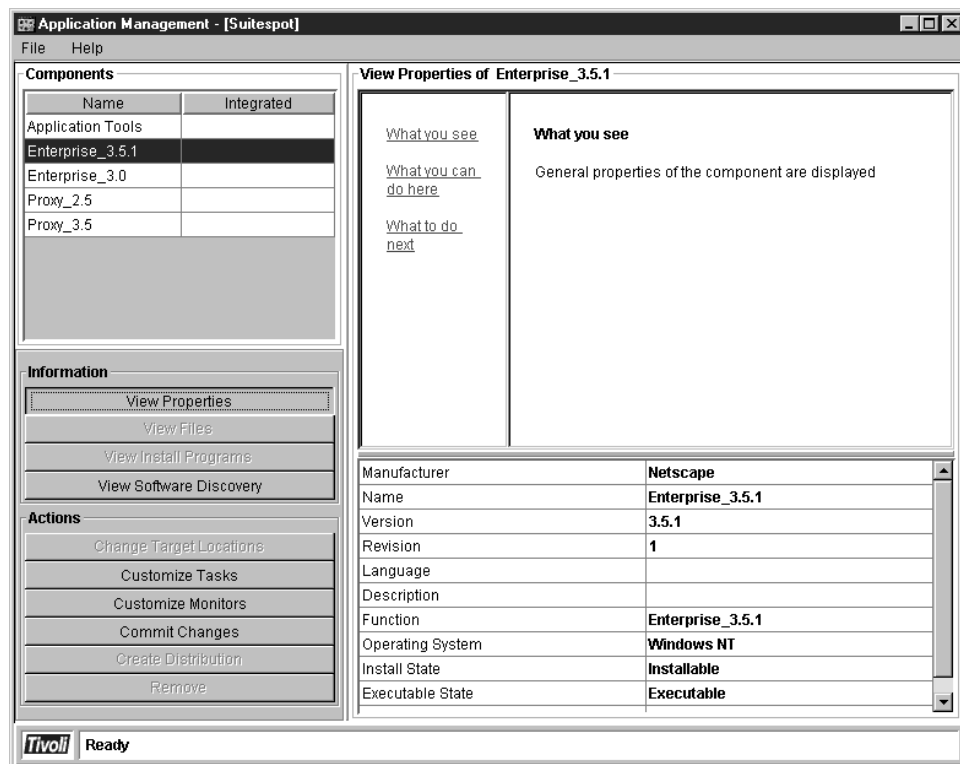 Application Management - [Suitespot]
File Help
Components
Name Integrated
Application Tools
Enterprise_3.5.1
Enterprise_3.0
Proxy_2.5
Proxy_3.5
Information
View Properties
View Files
View Install Programs
View Software Discovery
Actions
Change Target Locations
Customize Tasks
Customize Monitors
Commit Changes
Create Distribution
Remove
View Properties of Enterprise_3.5.1
What you see
What you can
do here
What to do
next
What you see
General properties of the component are displayed
Manufacturer Netscape
Name Enterprise_3.5.1
Version 3.5.1
Revision 1
Language
Description
Function Enterprise_3.5.1
Operating System Windows NT
Install State Installable
Executable State Executable
Tivoli Ready